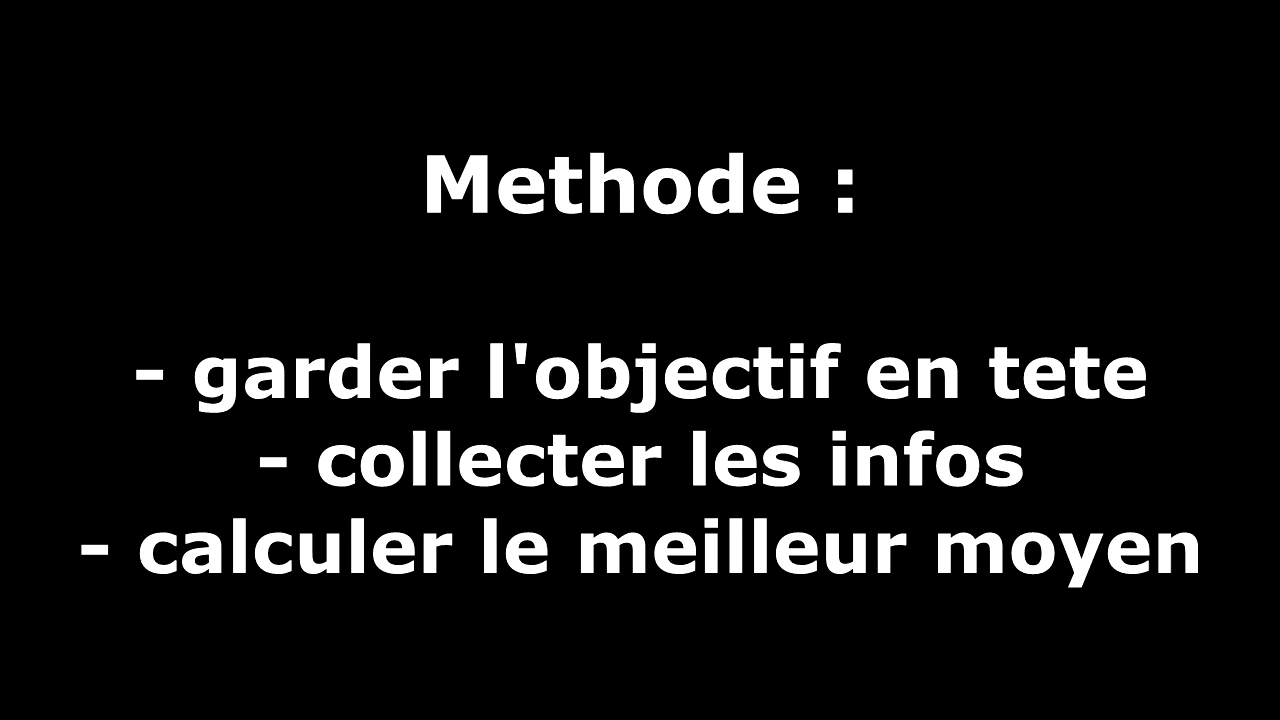 Methode :
- garder l'objectif en tete
- collecter les infos
- calculer le meilleur moyen